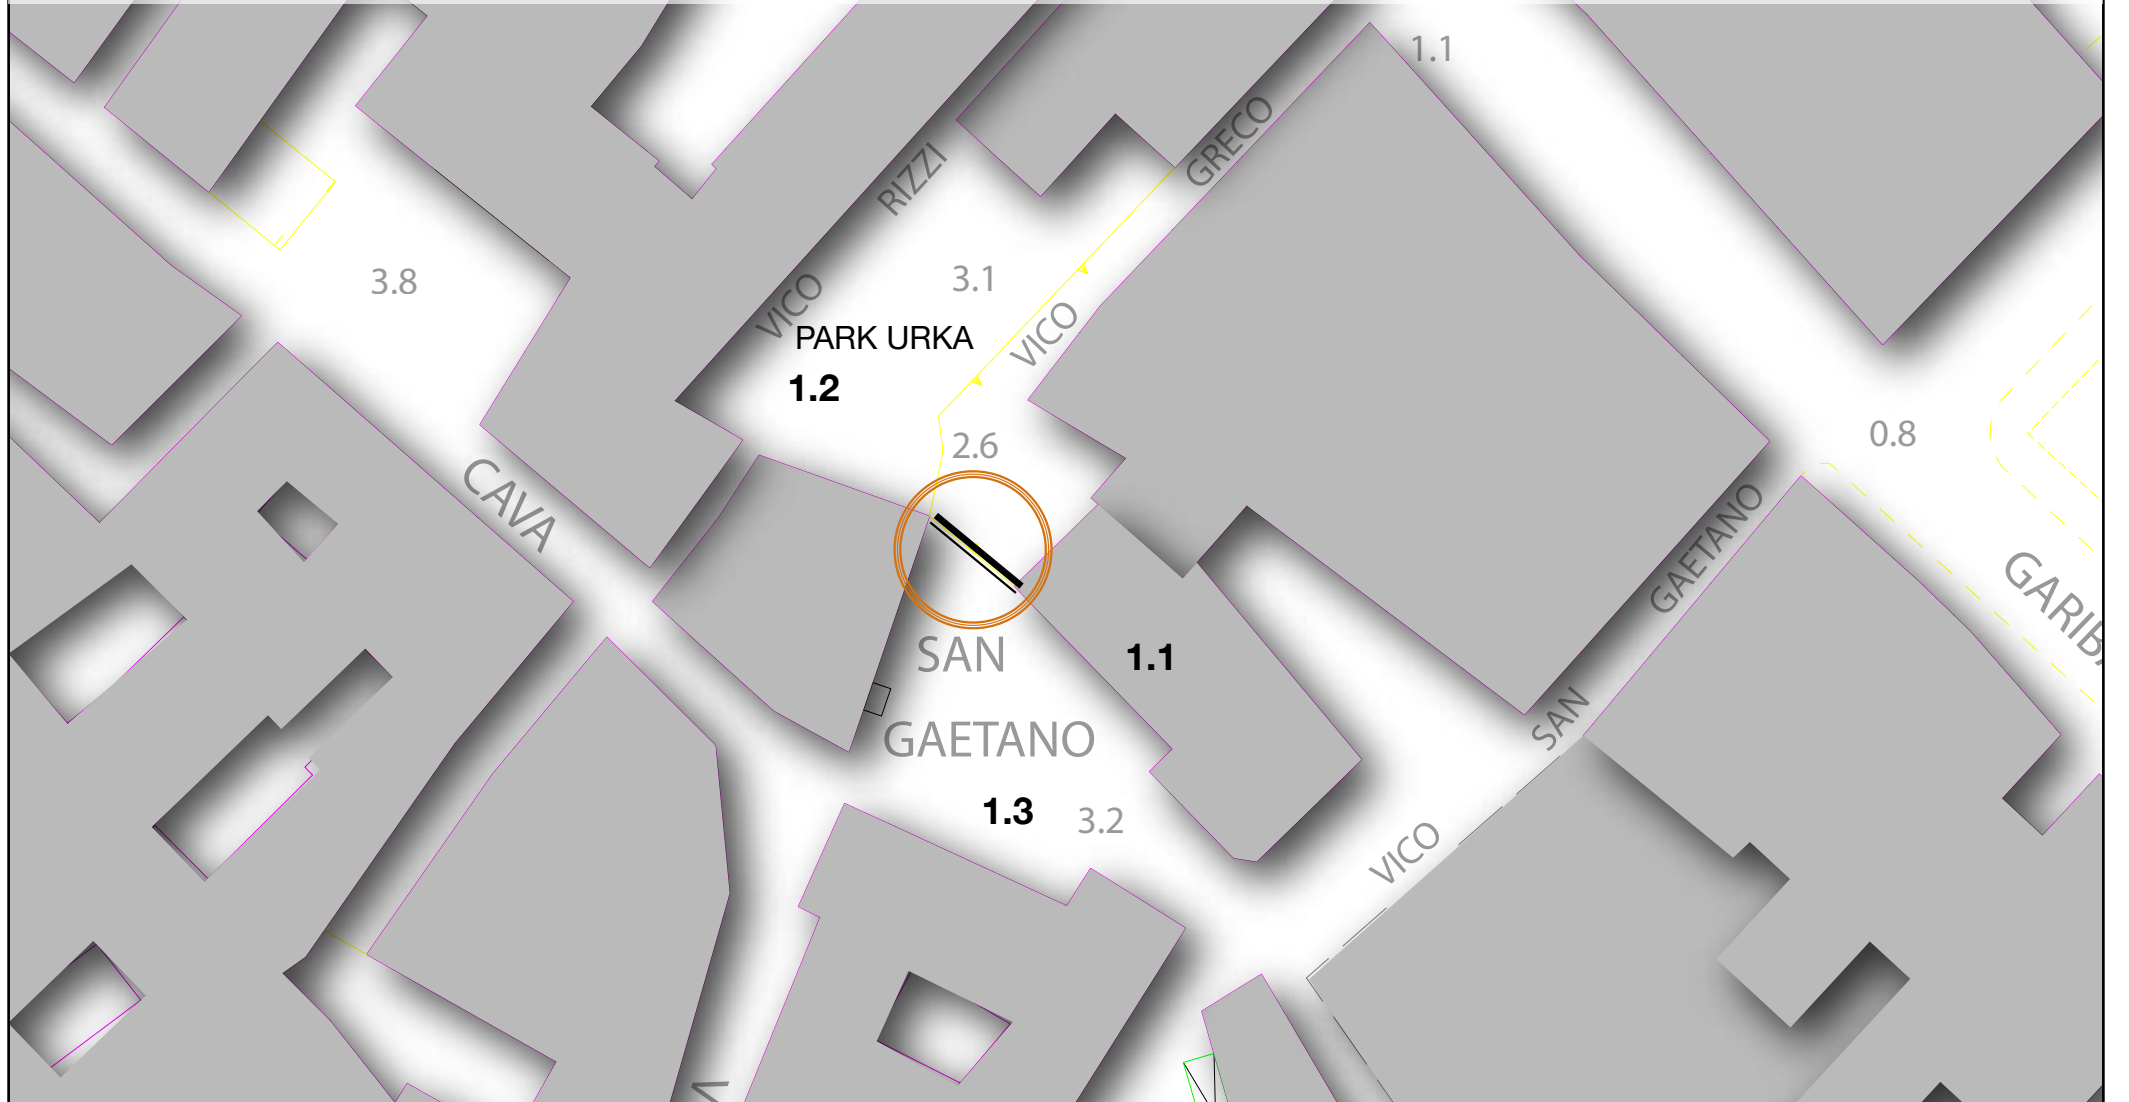 1.1
GRECO
RIZZI
3.8
3.1
VICO
VICO
PARK URKA
1.2
2.6
0.8
CAVA
GAETANO
SAN
1.1
SAN
GAETANO
1.3
3.2
VICO